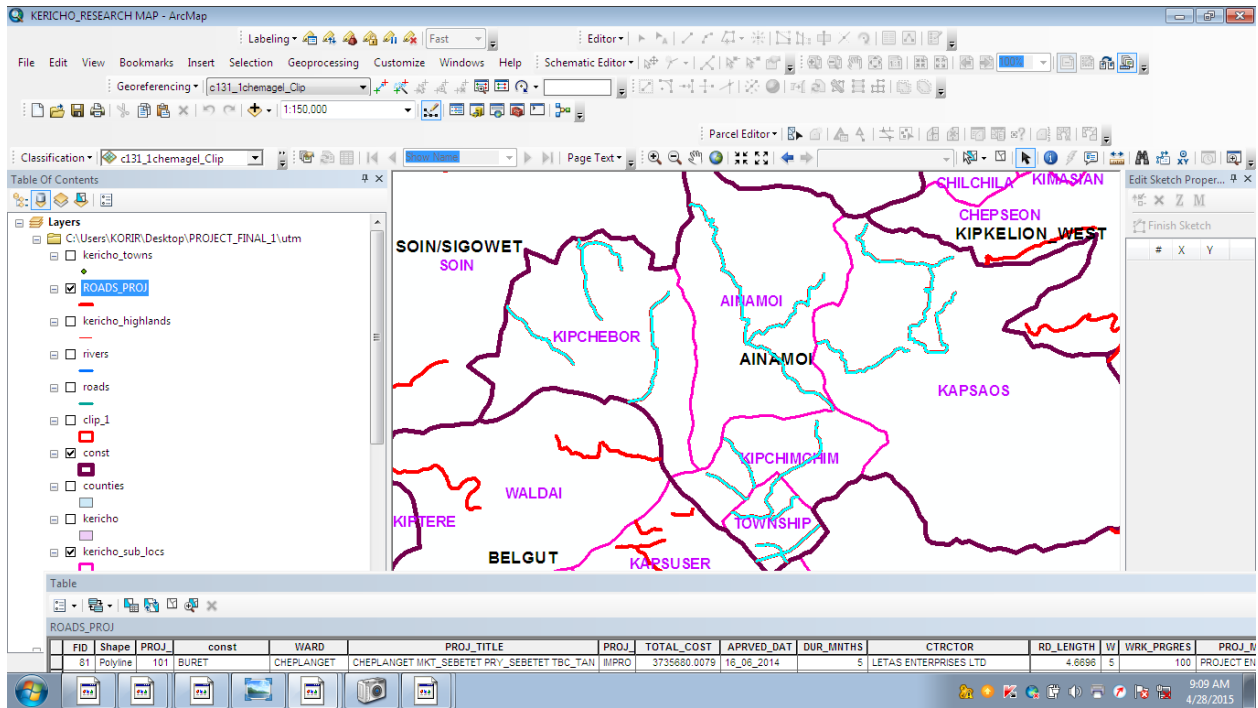 KERICHO_RESEARCH MAP - ArcMap
Labeling Fast Editor
File Edit View Bookmarks Insert Selection Geoprocessing Customize Windows Help Schematic Editor 100%
Georeferencing c131_1chemagel_Clip
1:150,000
Parcel Editor
Classification c131_1chemagel_Clip Show Name Page Text
Table Of Contents
Layers
C:\Users\KORIR\Desktop\PROJECT_FINAL_1\utm
kericho_towns
ROADS_PROJ
kericho_highlands
rivers
roads
clip_1
const
counties
kericho
kericho_sub_locs
CHILCHILA KIMASIAN
CHEPSEON
KIPKELION_WEST
SOIN/SIGOWET
SOIN
AINAMOI
KIPCHEBOR
AINAMOI
KAPSAOS
KIPCHIMCHIM
WALDAI
KIPTERE
TOWNSHIP
BELGUT
KAPSUSER
Edit Sketch Proper...
Z M
Finish Sketch
# X Y
Table
ROADS_PROJ
FID Shape PROJ_ const WARD PROJ_TITLE PROJ_ TOTAL_COST APRVED_DAT DUR_MNTHS CTRCTOR RD_LENGTH W WRK_PRGRES PROJ_M
81 Polyline 101 BURET CHEPLANGET CHEPLANGET MKT_SEBETET PRY_SEBETET TBC_TAN IMPRO 3735680.0079 16_06_2014 5 LETAS ENTERPRISES LTD 4.6696 5 100 PROJECT EN
9:09 AM
4/28/2015